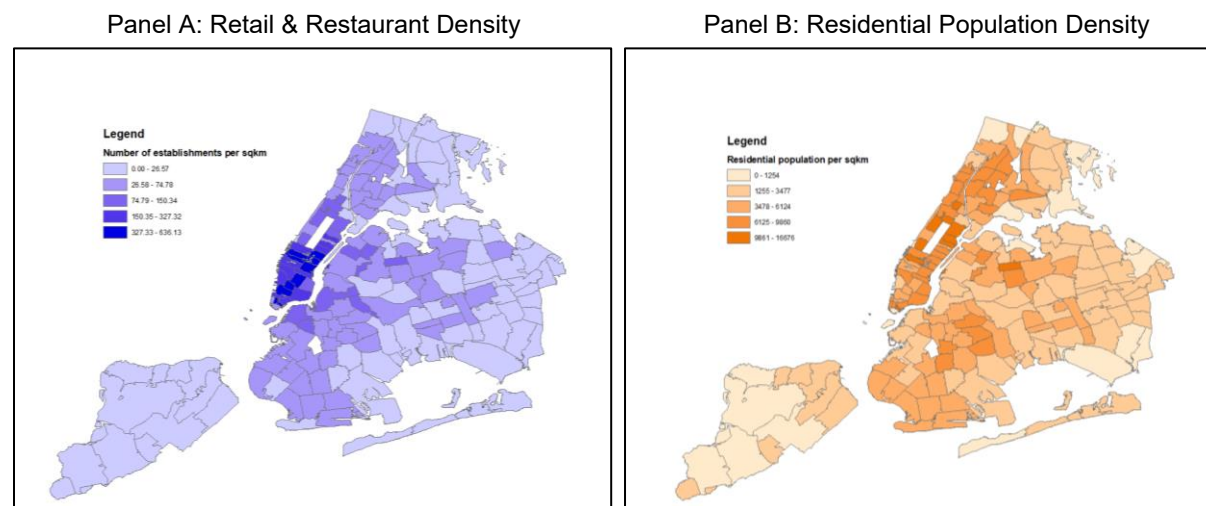 Panel A: Retail & Restaurant Density
Panel B: Residential Population Density
Legend
Number of establishments per sqkm
0.00 - 26.57
26.58 - 74.78
74.79 - 150.34
150.35 - 327.32
327.33 - 636.13
Legend
Residential population per sqkm
0 - 1254
1255 - 3477
3478 - 6124
6125 - 9860
9861 - 16676